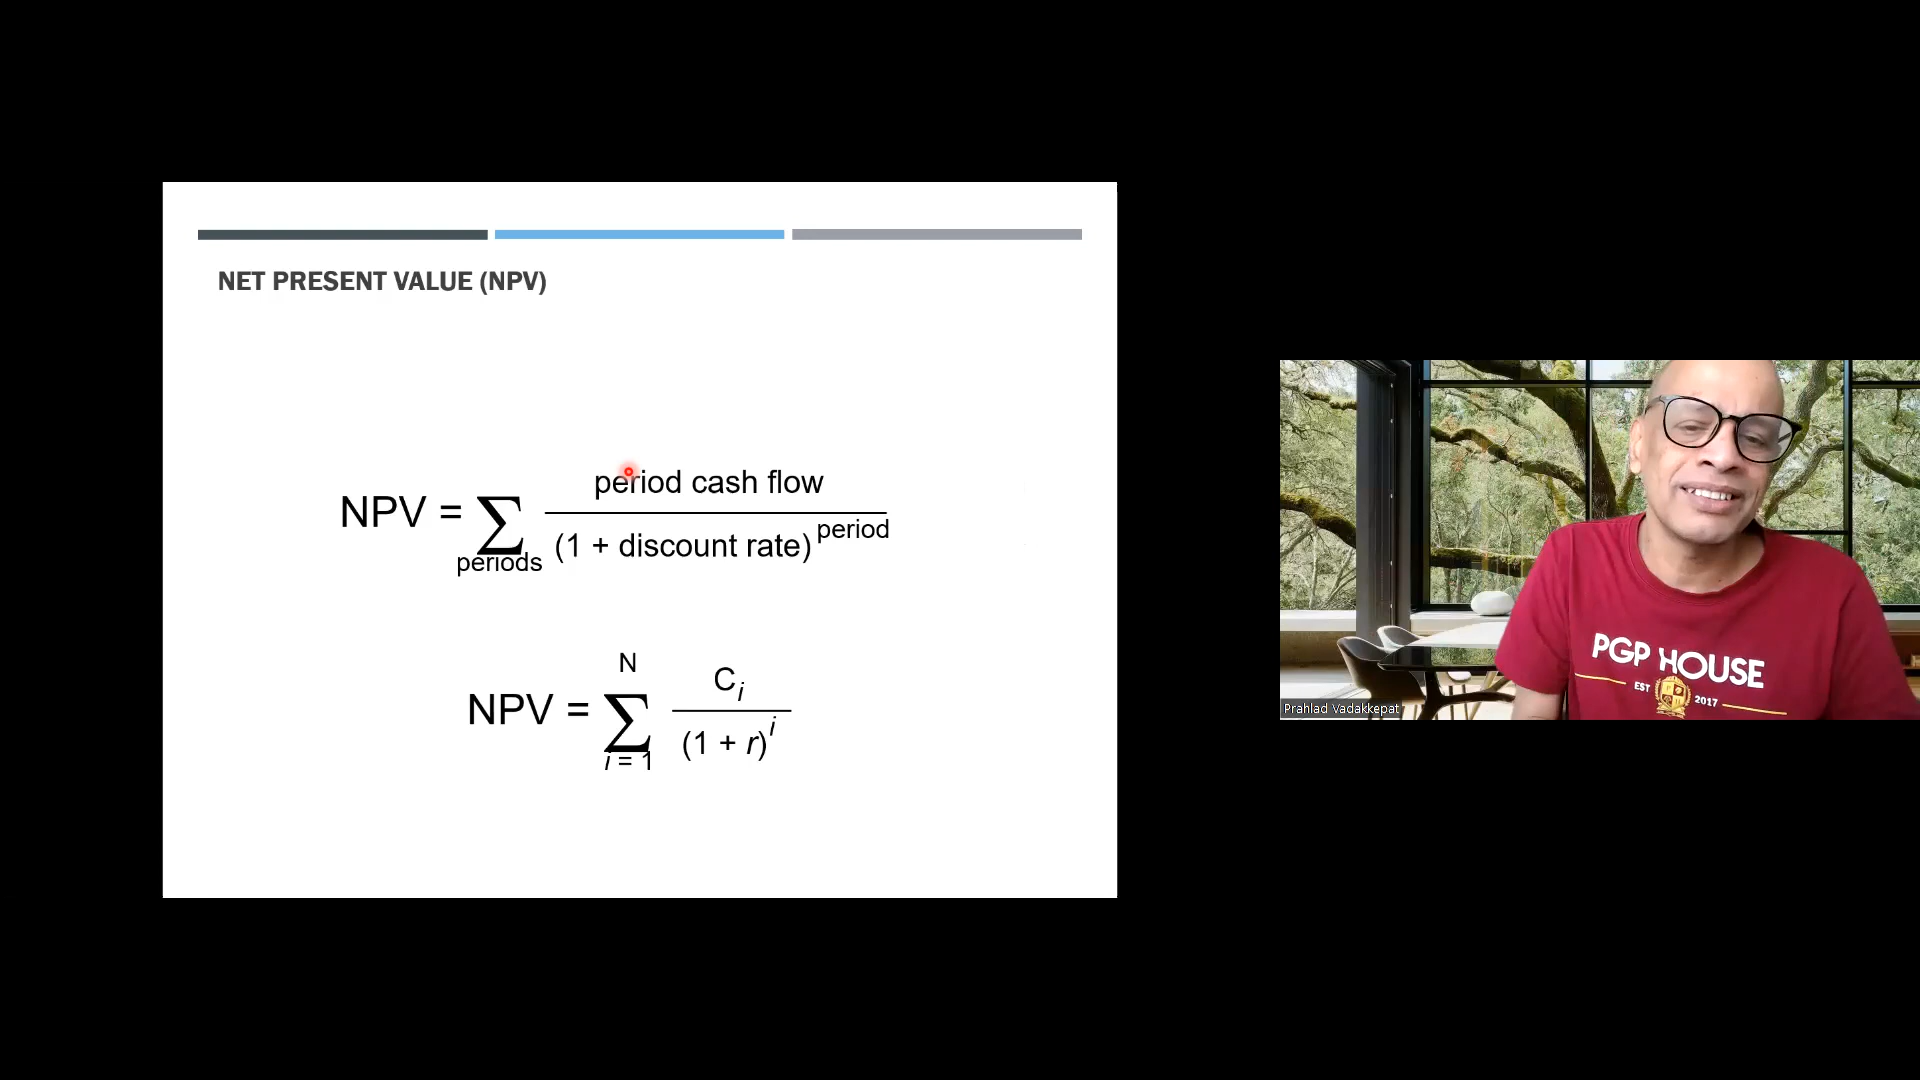 NET PRESENT VALUE (NPV)
NPV = ∑ periods period cash flow / (1 + discount rate)^period
NPV = ∑ i = 1 N C_i / (1 + r)^i
Prahlad Vadakkepat
PGP HOUSE
EST 2017